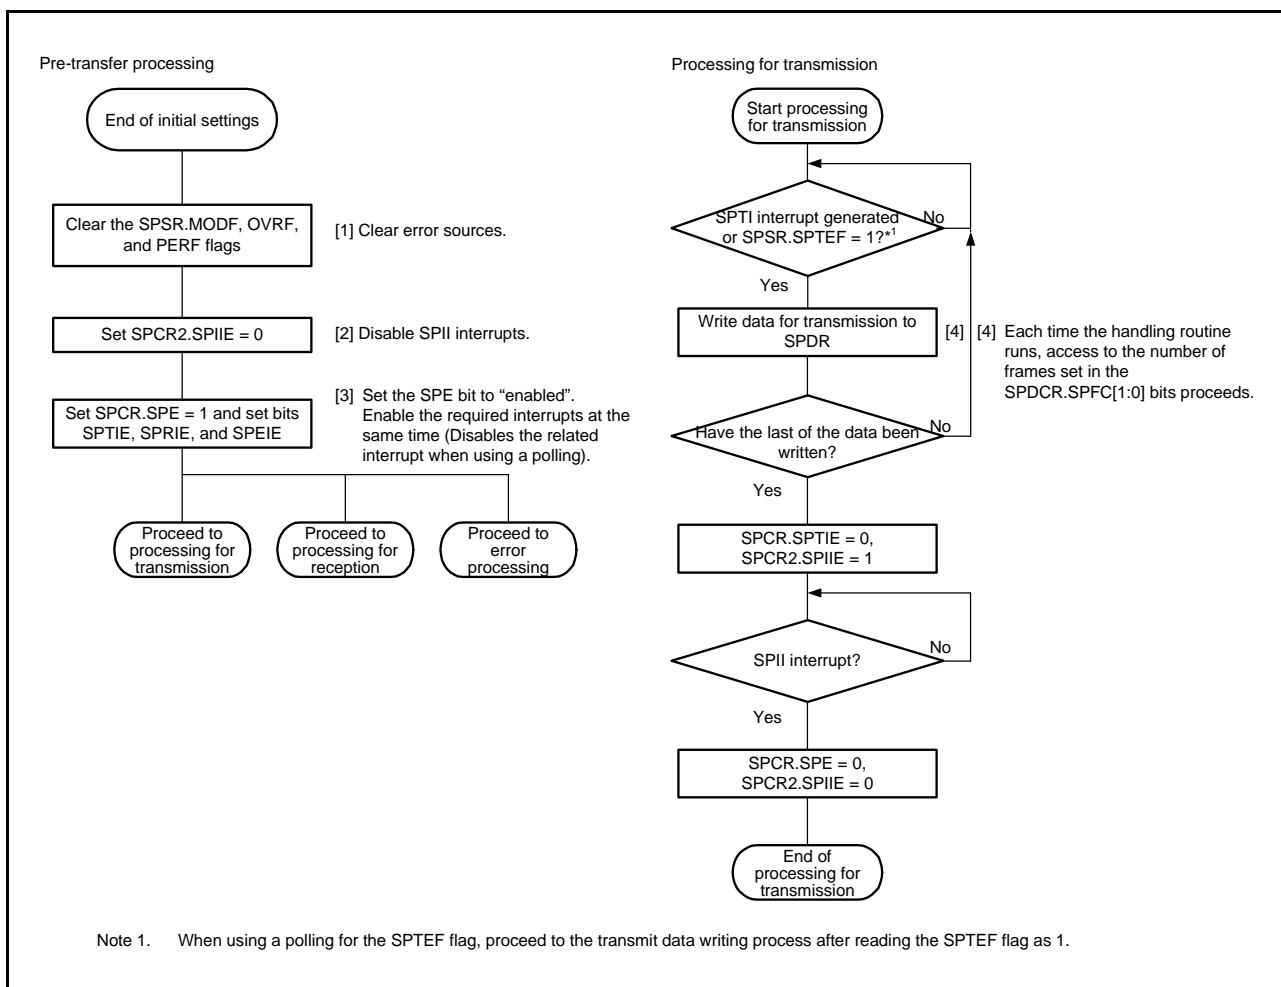 Pre-transfer processing
End of initial settings
Clear the SPSR.MODF, OVRF,
and PERF flags
[1] Clear error sources.
Set SPCR2.SPIIE = 0
[2] Disable SPII interrupts.
Set SPCR.SPE = 1 and set bits
SPTIE, SPRIE, and SPEIE
[3] Set the SPE bit to “enabled”.
Enable the required interrupts at the
same time (Disables the related
interrupt when using a polling).
Proceed to
processing for
transmission
Proceed to
processing for
reception
Proceed to
error
processing
Processing for transmission
Start processing
for transmission
SPTI interrupt generated
or SPSR.SPTEF = 1?*1
No
Yes
Write data for transmission to
SPDR
[4]
[4] Each time the handling routine
runs, access to the number of
frames set in the
SPDCR.SPFC[1:0] bits proceeds.
Have the last of the data been
written?
No
Yes
SPCR.SPTIE = 0,
SPCR2.SPIIE = 1
SPII interrupt?
No
Yes
SPCR.SPE = 0,
SPCR2.SPIIE = 0
End of
processing for
transmission
Note 1. When using a polling for the SPTEF flag, proceed to the transmit data writing process after reading the SPTEF flag as 1.